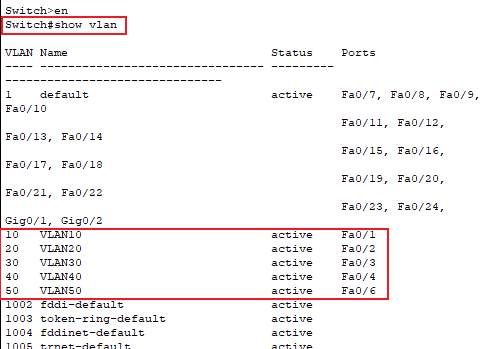 Switch>en
Switch#show vlan
VLAN Name Status Ports
---- -------------------------------- ---------
-------------------------------
1 default active Fa0/7, Fa0/8, Fa0/9,
Fa0/10
Fa0/11, Fa0/12,
Fa0/13, Fa0/14
Fa0/15, Fa0/16,
Fa0/17, Fa0/18
Fa0/19, Fa0/20,
Fa0/21, Fa0/22
Fa0/23, Fa0/24,
Gig0/1, Gig0/2
10 VLAN10 active Fa0/1
20 VLAN20 active Fa0/2
30 VLAN30 active Fa0/3
40 VLAN40 active Fa0/4
50 VLAN50 active Fa0/6
1002 fddi-default active
1003 token-ring-default active
1004 fddinet-default active
1005 trnet-default active